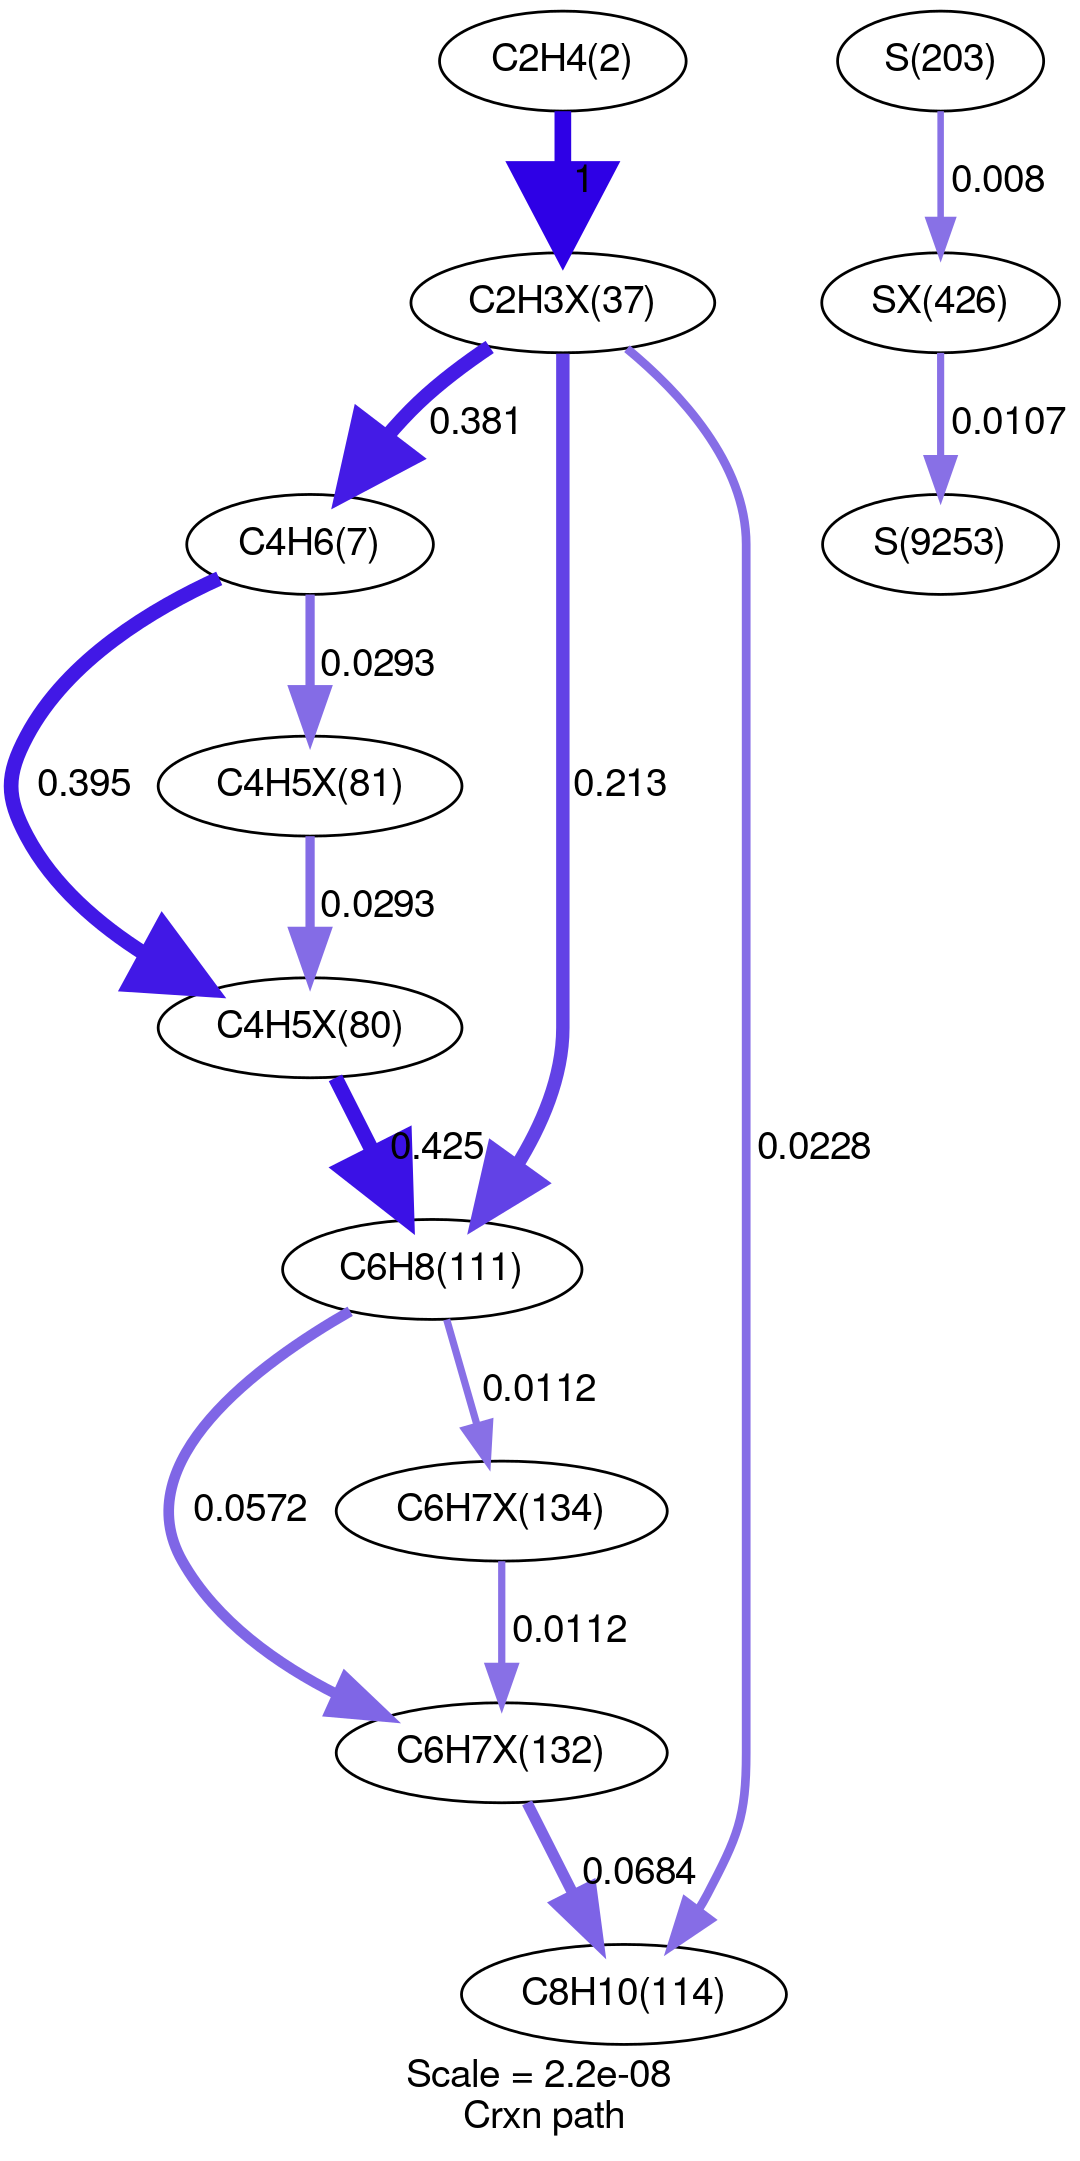 C2H4(2)
S(203)
1
0.008
C2H3X(37)
SX(426)
0.381
0.0107
C4H6(7)
S(9253)
0.0293
C4H5X(81)
0.395
0.213
0.0293
C4H5X(80)
0.425
0.0228
C6H8(111)
0.0112
C6H7X(134)
0.0572
0.0112
C6H7X(132)
0.0684
C8H10(114)
Scale = 2.2e-08
Crxn path